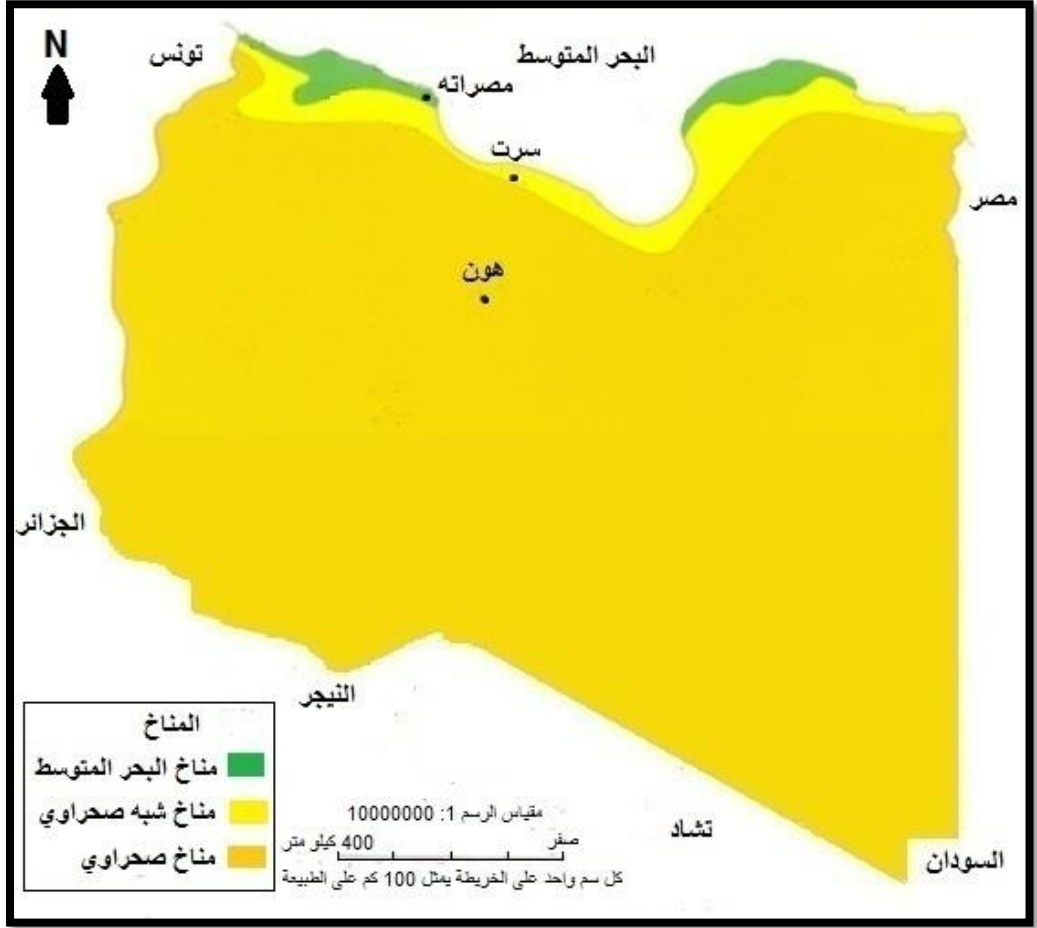 N
تونس
البحر المتوسط
مصراته
سرت
مصر
هون
الجزائر
النيجر
تشاد
السودان
المناخ
مناخ البحر المتوسط
مناخ شبه صحراوي
مناخ صحراوي
مقياس الرسم 1: 10000000
صفر
400 كيلو متر
كل سم واحد على الخريطة يمثل 100 كم على الطبيعة